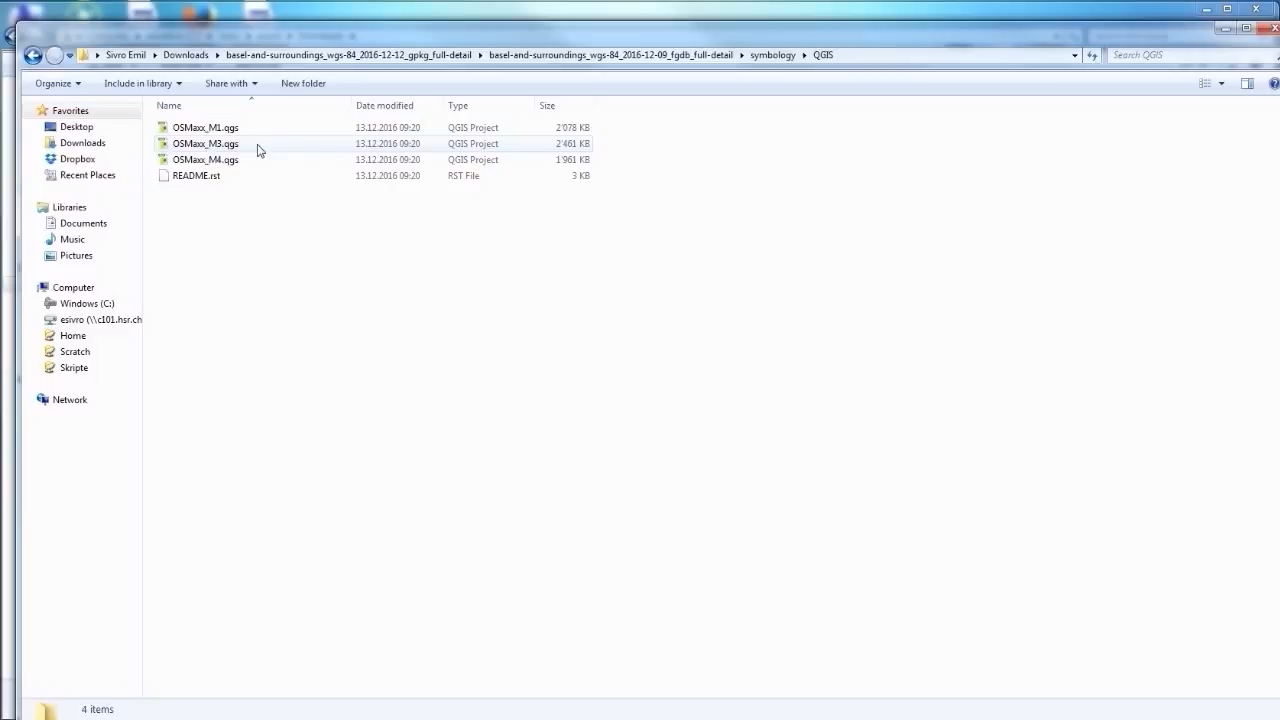 Sivro Emil Downloads basel-and-surroundings_wgs-84_2016-12-12_gpkg_full-detail basel-and-surroundings_wgs-84_2016-12-09_fgdb_full-detail symbology QGIS Search QGIS
Organize Include in library Share with New folder
Name Date modified Type Size
OSMaxx_M1.qgs 13.12.2016 09:20 QGIS Project 2'078 KB
OSMaxx_M3.qgs 13.12.2016 09:20 QGIS Project 2'461 KB
OSMaxx_M4.qgs 13.12.2016 09:20 QGIS Project 1'961 KB
README.rst 13.12.2016 09:20 RST File 3 KB
Favorites
Desktop
Downloads
Dropbox
Recent Places
Libraries
Documents
Music
Pictures
Computer
Windows (C:)
esivro (\\c101.hsr.ch
Home
Scratch
Skripte
Network
4 items